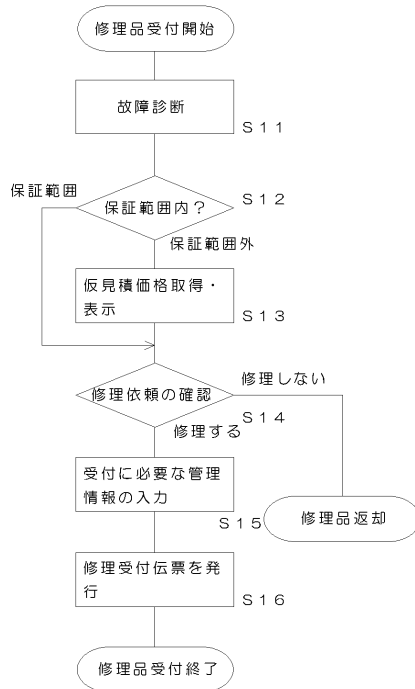 修理品受付開始
故障診断
Ｓ１１
保証範囲
Ｓ１２
保証範囲内？
保証範囲外
仮見積価格取得・
表示
Ｓ１３
修理しない
修理依頼の確認
Ｓ１４
修理する
受付に必要な管理
情報の入力
Ｓ１５
修理品返却
修理受付伝票を発
行
Ｓ１６
修理品受付終了